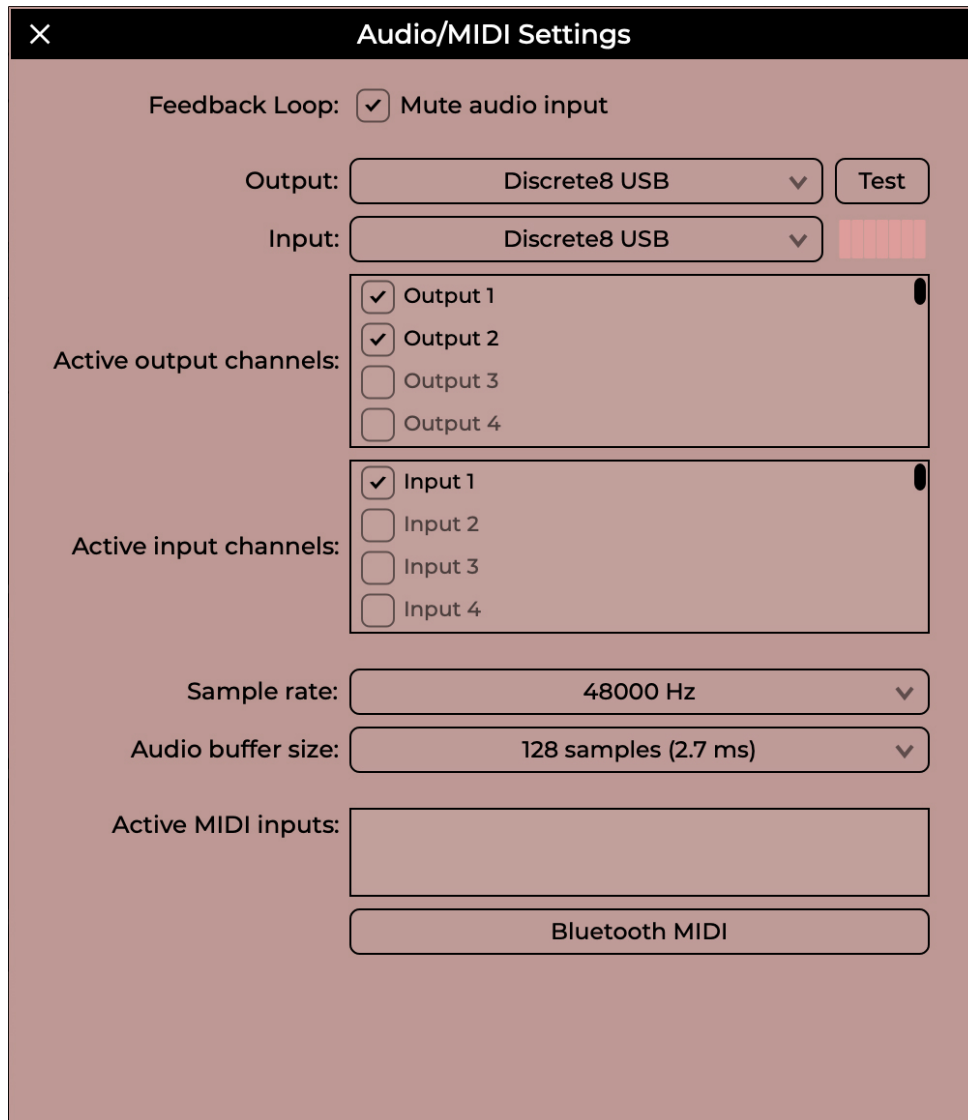 Audio/MIDI Settings
Feedback Loop: Mute audio input
Output: Discrete8 USB Test
Input: Discrete8 USB
Active output channels:
Output 1
Output 2
Output 3
Output 4
Active input channels:
Input 1
Input 2
Input 3
Input 4
Sample rate: 48000 Hz
Audio buffer size: 128 samples (2.7 ms)
Active MIDI inputs:
Bluetooth MIDI